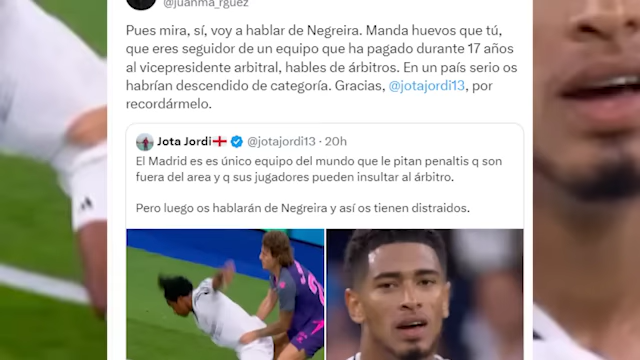 @juanma_rguez
Pues mira, sí, voy a hablar de Negreira. Manda huevos que tú,
que eres seguidor de un equipo que ha pagado durante 17 años
al vicepresidente arbitral, hables de árbitros. En un país serio os
habrían descendido de categoría. Gracias, @jotajordi13, por
recordármelo.
Jota Jordi @jotajordi13 · 20h
El Madrid es es único equipo del mundo que le pitan penaltis q son
fuera del area y q sus jugadores pueden insultar al árbitro.
Pero luego os hablarán de Negreira y así os tienen distraidos.